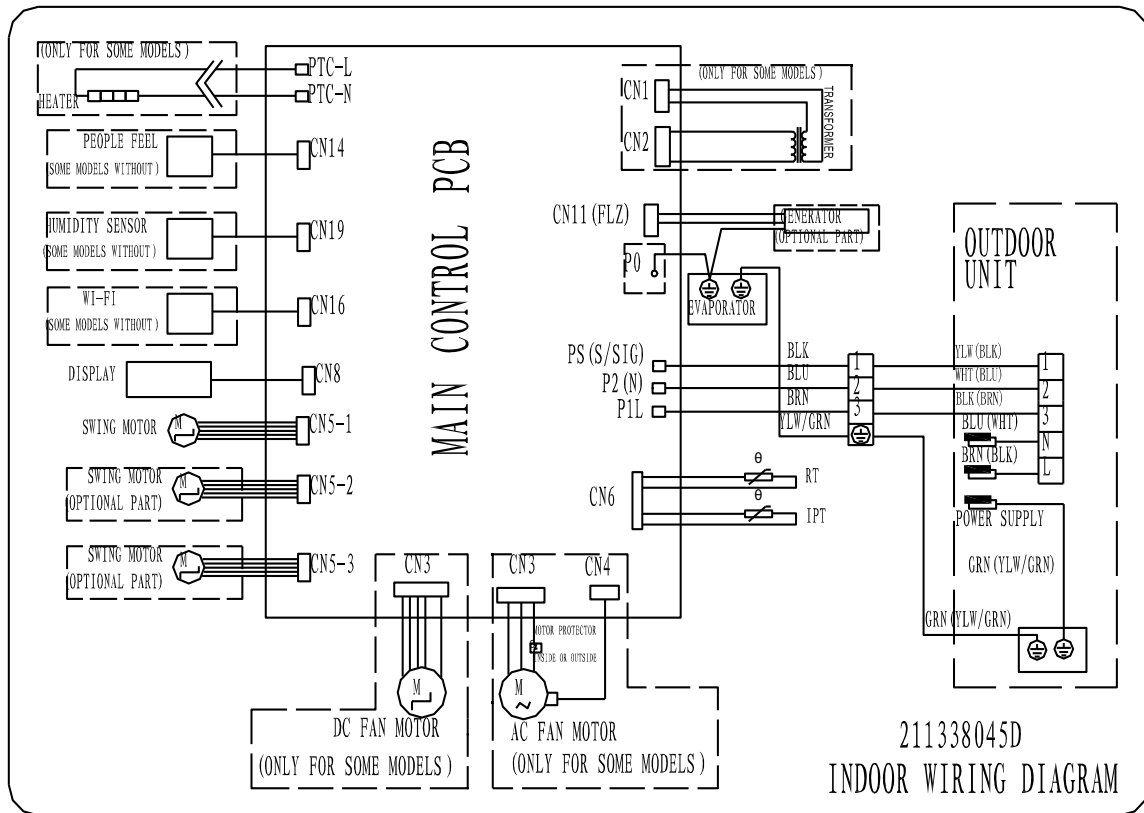 (ONLY FOR SOME MODELS)
HEATER
PTC-L
PTC-N
PEOPLE FEEL
(SOME MODELS WITHOUT)
CN14
HUMIDITY SENSOR
(SOME MODELS WITHOUT)
CN19
WI-FI
(SOME MODELS WITHOUT)
CN16
DISPLAY
CN8
SWING MOTOR
M
CN5-1
SWING MOTOR
(OPTIONAL PART)
M
CN5-2
SWING MOTOR
(OPTIONAL PART)
M
CN5-3
MAIN CONTROL PCB
(ONLY FOR SOME MODELS)
CN1
CN2
TRANSFORMER
CN11(FLZ)
GENERATOR
(OPTIONAL PART)
P0
EVAPORATOR
PS(S/SIG)
P2(N)
P1L
BLK
BLU
BRN
YLW/GRN
1
2
3
OUTDOOR
UNIT
YLW(BLK)
WHT(BLU)
BLK(BRN)
BLU(WHT)
BRN(BLK)
1
2
3
N
L
POWER SUPPLY
GRN(YLW/GRN)
GRN(YLW/GRN)
CN6
θ
RT
θ
IPT
CN3
M
DC FAN MOTOR
(ONLY FOR SOME MODELS)
CN3
CN4
MOTOR PROTECTOR
INSIDE OR OUTSIDE
M
~
AC FAN MOTOR
(ONLY FOR SOME MODELS)
211338045D
INDOOR WIRING DIAGRAM